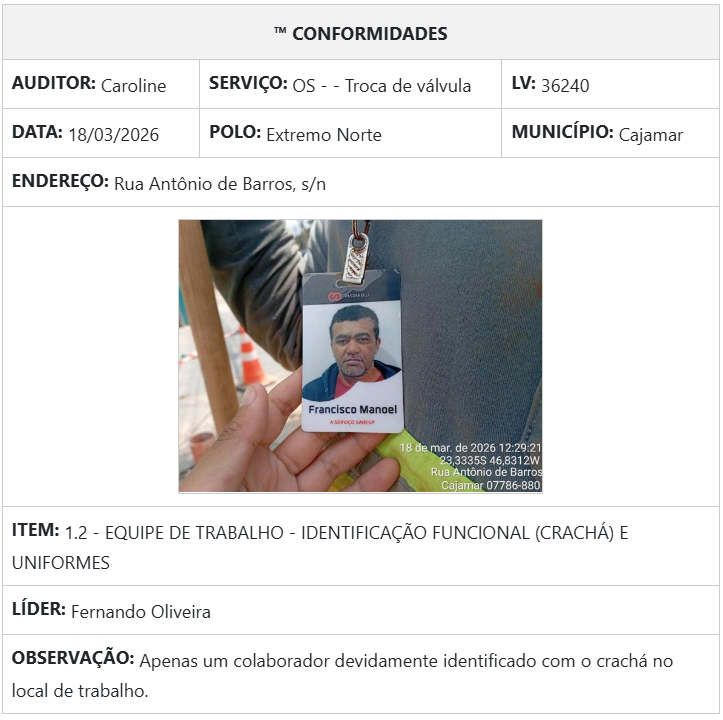 ™ CONFORMIDADES
AUDITOR: Caroline
SERVIÇO: OS - - Troca de válvula
LV: 36240
DATA: 18/03/2026
POLO: Extremo Norte
MUNICÍPIO: Cajamar
ENDEREÇO: Rua Antônio de Barros, s/n
Francisco Manoel
A SERVIÇO SABESP
18 de mar. de 2026 12:29:21
23,3335S 46,8312W
Rua Antônio de Barros
Cajamar 07786-880
ITEM: 1.2 - EQUIPE DE TRABALHO - IDENTIFICAÇÃO FUNCIONAL (CRACHÁ) E
UNIFORMES
LÍDER: Fernando Oliveira
OBSERVAÇÃO: Apenas um colaborador devidamente identificado com o crachá no
local de trabalho.